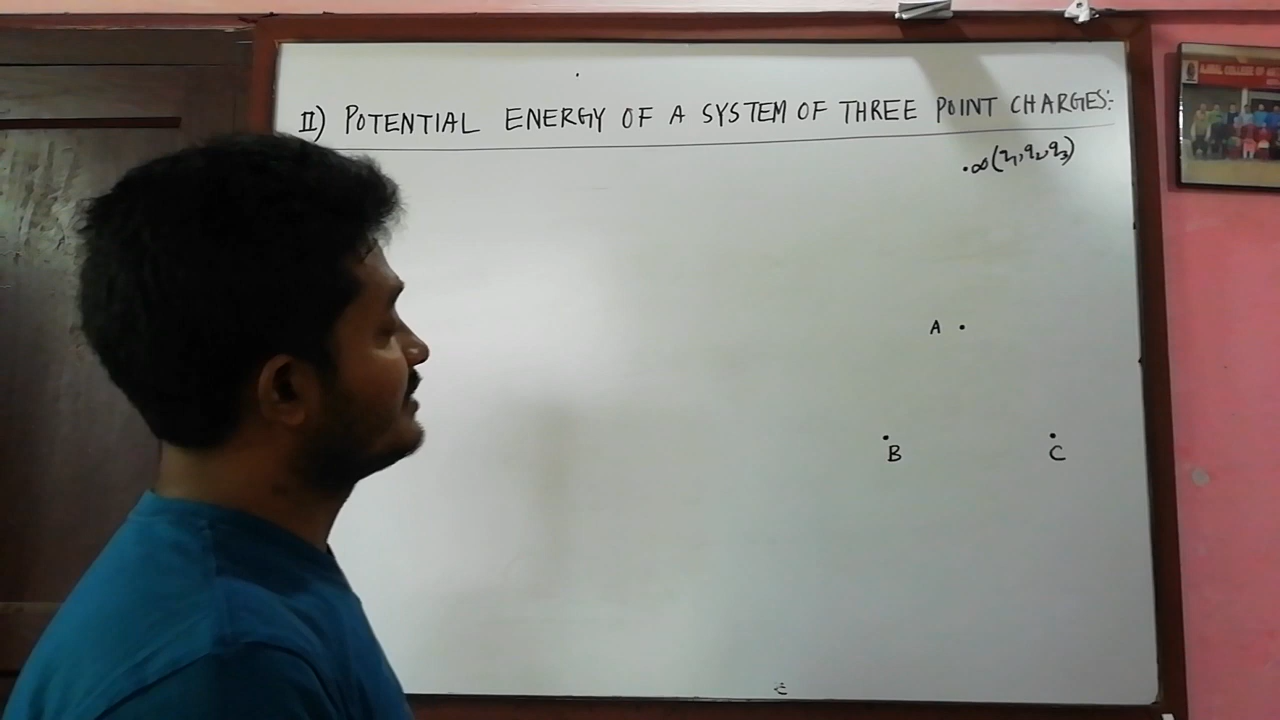 II) POTENTIAL ENERGY OF A SYSTEM OF THREE POINT CHARGES:-
.∞(q₁,q₂,q₃)
A .
B
C